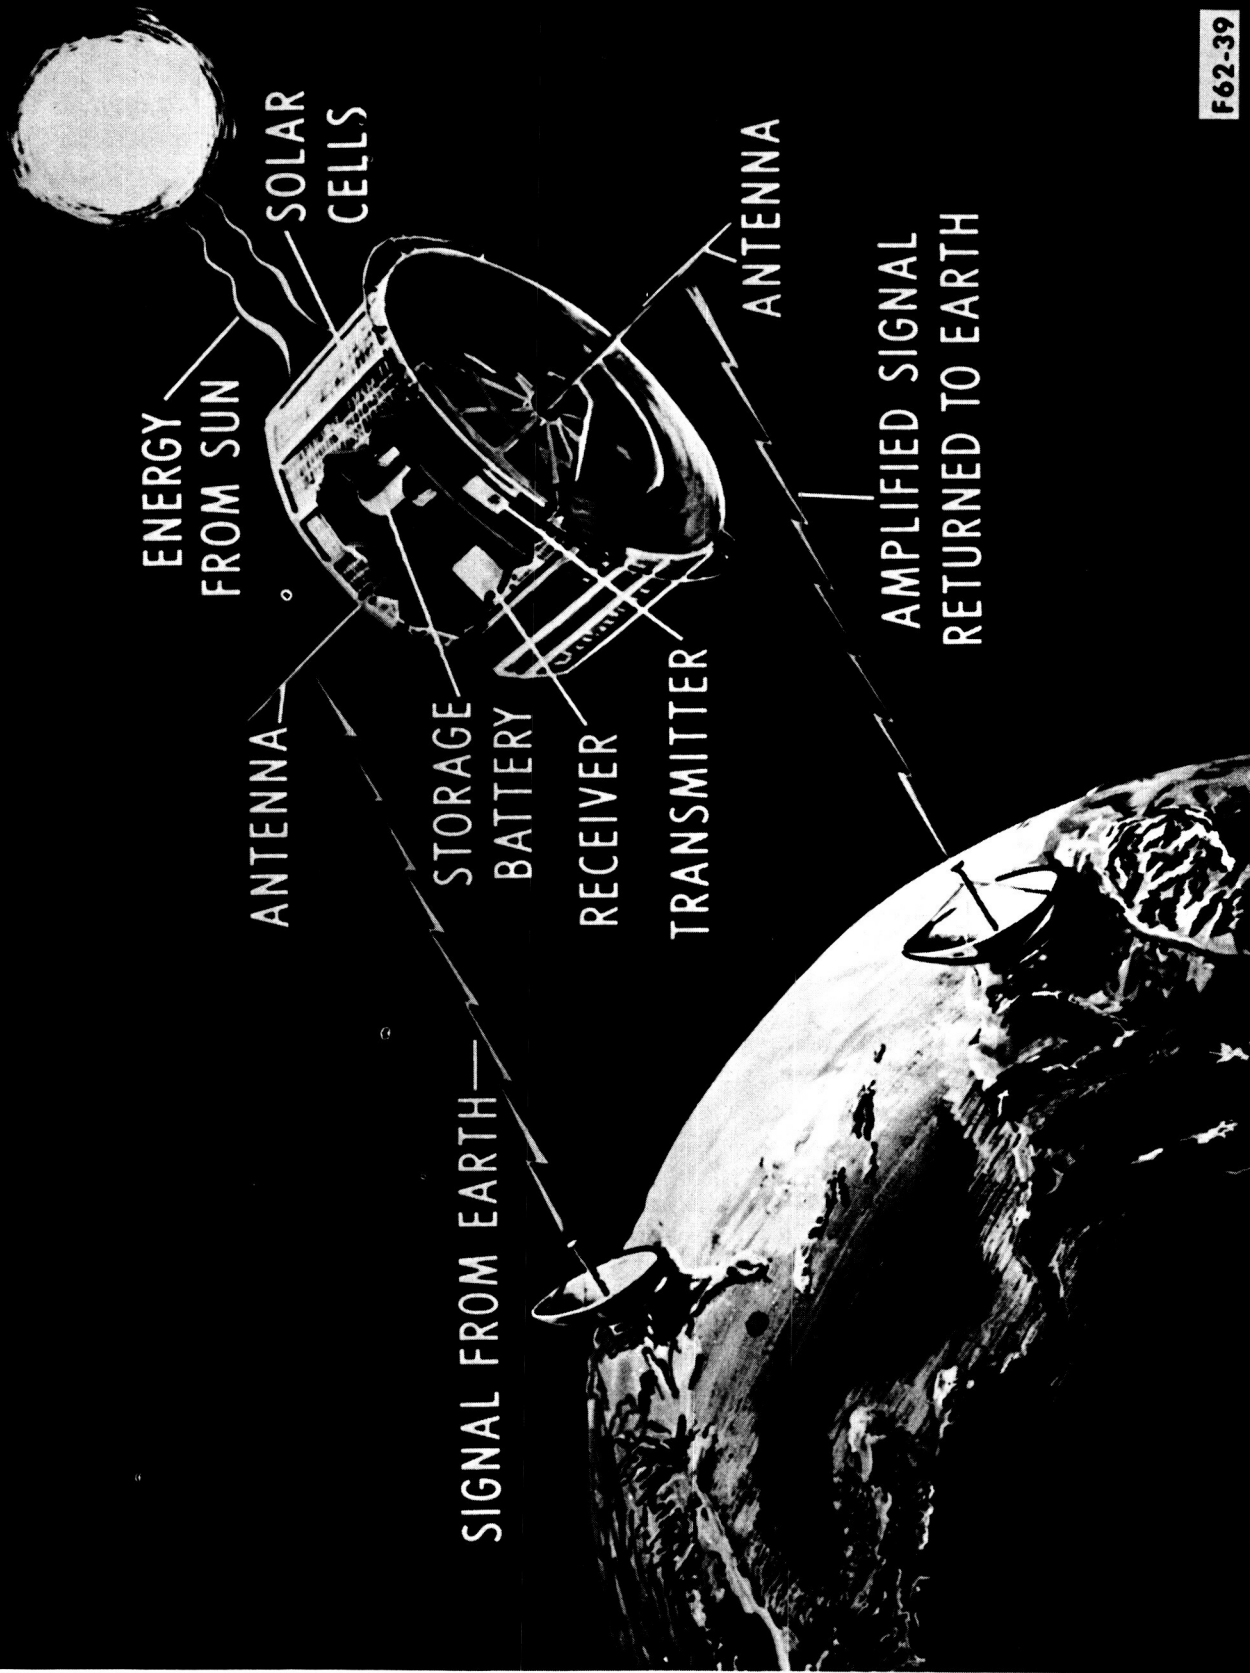 ENERGY
FROM SUN
ANTENNA
SOLAR
CELLS
STORAGE
BATTERY
SIGNAL FROM EARTH
RECEIVER
TRANSMITTER
ANTENNA
AMPLIFIED SIGNAL
RETURNED TO EARTH
F62-39